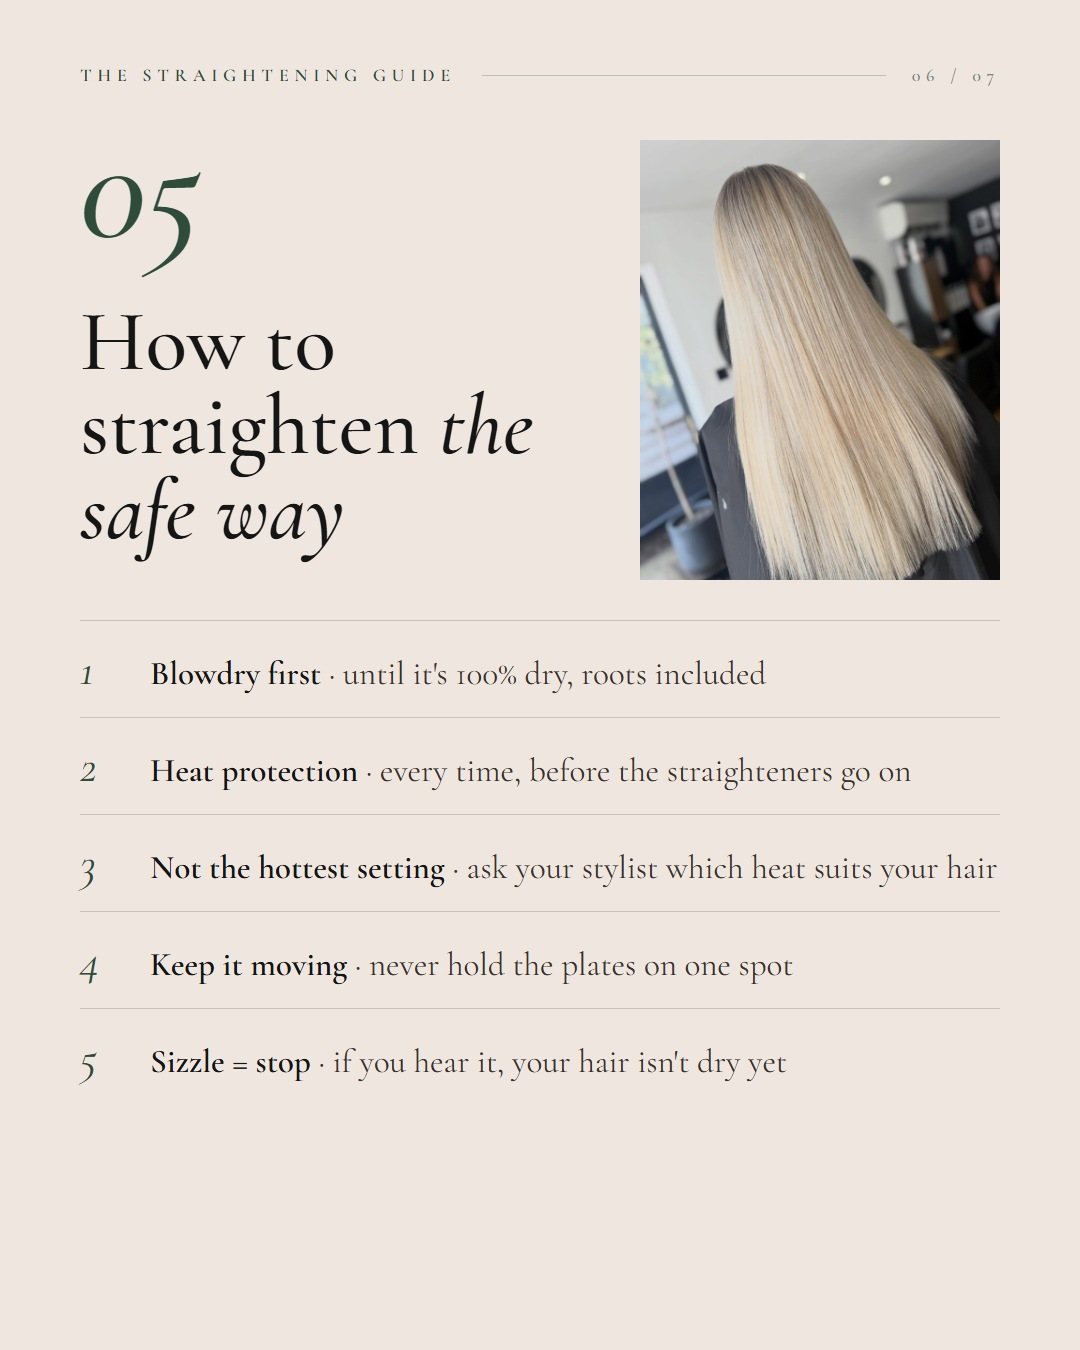 THE STRAIGHTENING GUIDE
06 / 07
05
How to
straighten the
safe way
1 Blowdry first · until it's 100% dry, roots included
2 Heat protection · every time, before the straighteners go on
3 Not the hottest setting · ask your stylist which heat suits your hair
4 Keep it moving · never hold the plates on one spot
5 Sizzle = stop · if you hear it, your hair isn't dry yet